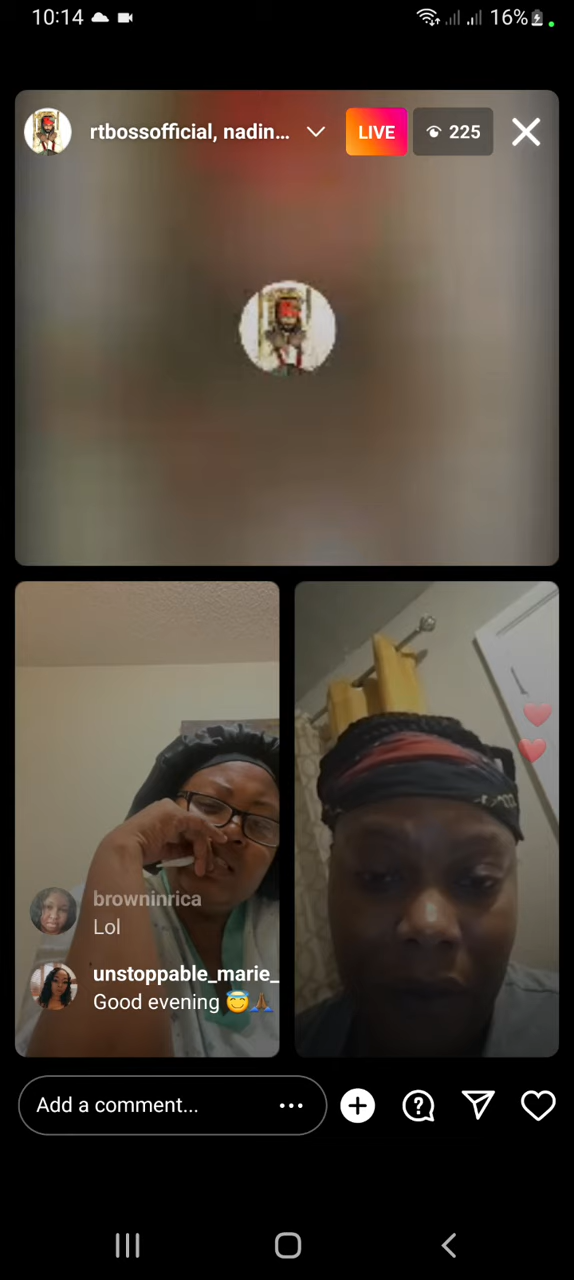 10:14 16%
rtbossofficial, nadin... LIVE 225
browninrica
Lol
unstoppable_marie_
Good evening 😇🙏🏾
Add a comment...